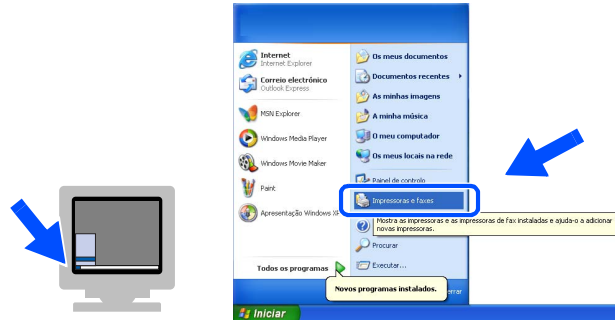 Internet
Internet Explorer
Correio electrónico
Outlook Express
MSN Explorer
Windows Media Player
Windows Movie Maker
Paint
Apresentação Windows XP
Todos os programas
Os meus documentos
Documentos recentes
As minhas imagens
A minha música
O meu computador
Os meus locais na rede
Painel de controlo
Impressoras e faxes
Mostra as impressoras e as impressoras de fax instaladas e ajuda-o a adicionar
novas impressoras.
Procurar
Executar...
Novos programas instalados.
Iniciar